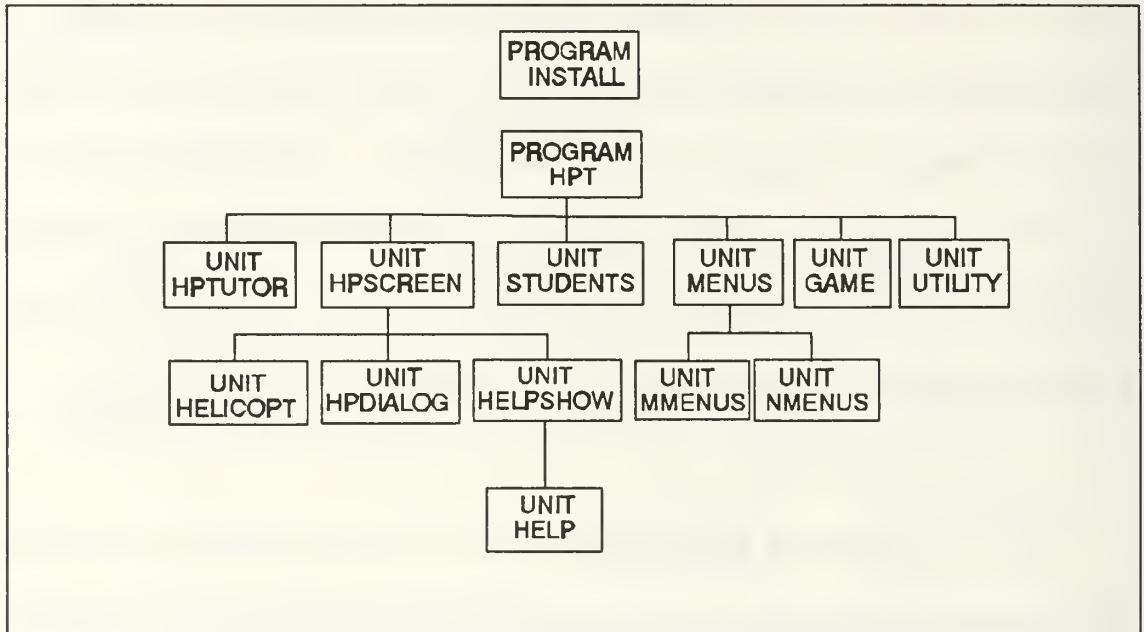 PROGRAM
INSTALL
PROGRAM
HPT
UNIT
HPTUTOR
UNIT
HPSCREEN
UNIT
STUDENTS
UNIT
MENUS
UNIT
GAME
UNIT
UTILITY
UNIT
HELICOPT
UNIT
HPDIALOG
UNIT
HELPSHOW
UNIT
MMENUS
UNIT
NMENUS
UNIT
HELP